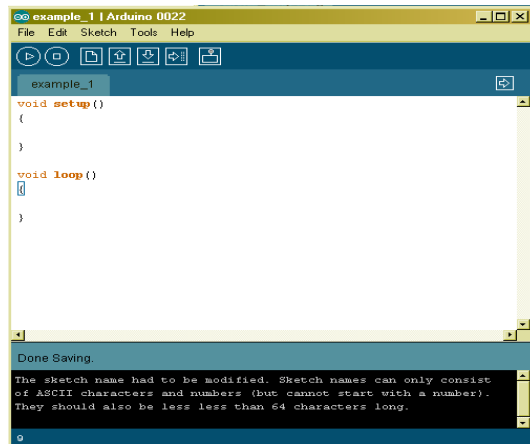 example_1 | Arduino 0022
File Edit Sketch Tools Help
example_1
void setup()
{
}
void loop()
{
}
Done Saving.
The sketch name had to be modified. Sketch names can only consist
of ASCII characters and numbers (but cannot start with a number).
They should also be less less than 64 characters long.
9